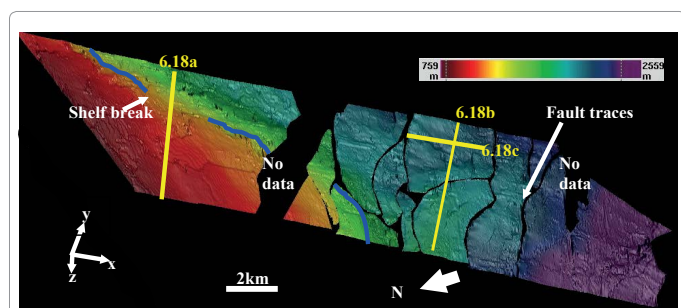 6.18a
759
m
2559
m
Shelf break
6.18b
Fault traces
6.18c
No
data
No
data
y
x
z
2km
N